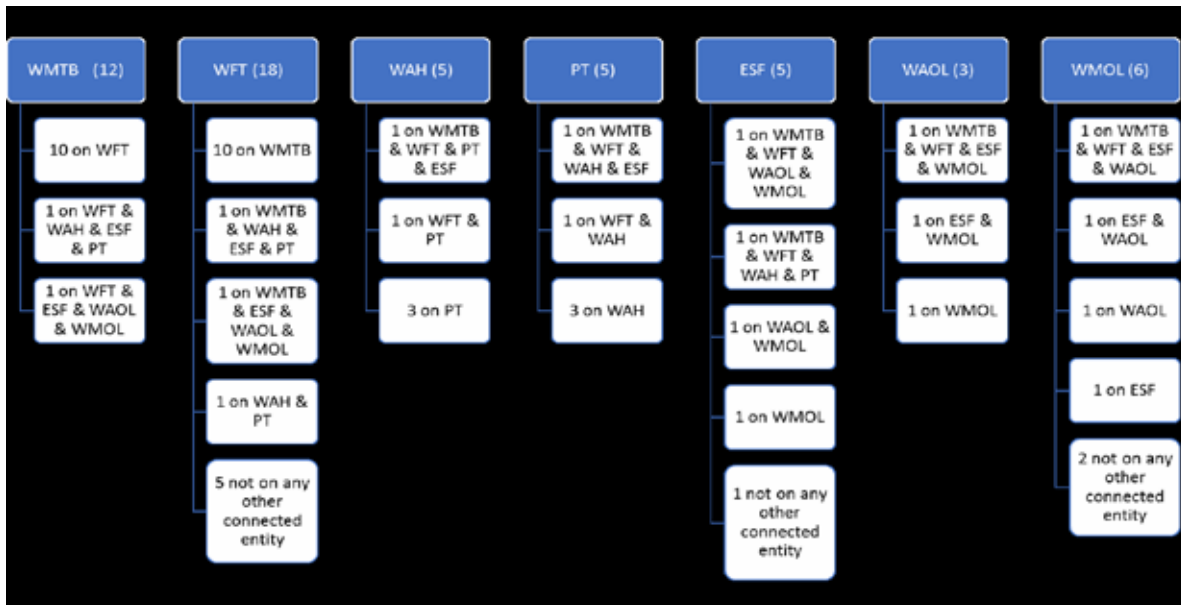 WMTB (12)
10 on WFT
1 on WFT &
WAH & ESF
& PT
1 on WFT &
ESF & WAOL
& WMOL
WFT (18)
10 on WMTB
1 on WMTB
& WAH &
ESF & PT
1 on WMTB
& ESF &
WAOL &
WMOL
1 on WAH &
PT
5 not on any
other
connected
entity
WAH (5)
1 on WMTB
& WFT & PT
& ESF
1 on WFT &
PT
3 on PT
PT (5)
1 on WMTB
& WFT &
WAH & ESF
1 on WFT &
WAH
3 on WAH
ESF (5)
1 on WMTB
& WFT &
WAOL &
WMOL
1 on WMTB
& WFT &
WAH & PT
1 on WAOL &
WMOL
1 on WMOL
1 not on any
other
connected
entity
WAOL (3)
1 on WMTB
& WFT & ESF
& WMOL
1 on ESF &
WMOL
1 on WMOL
WMOL (6)
1 on WMTB
& WFT & ESF
& WAOL
1 on ESF &
WAOL
1 on WAOL
1 on ESF
2 not on any
other
connected
entity